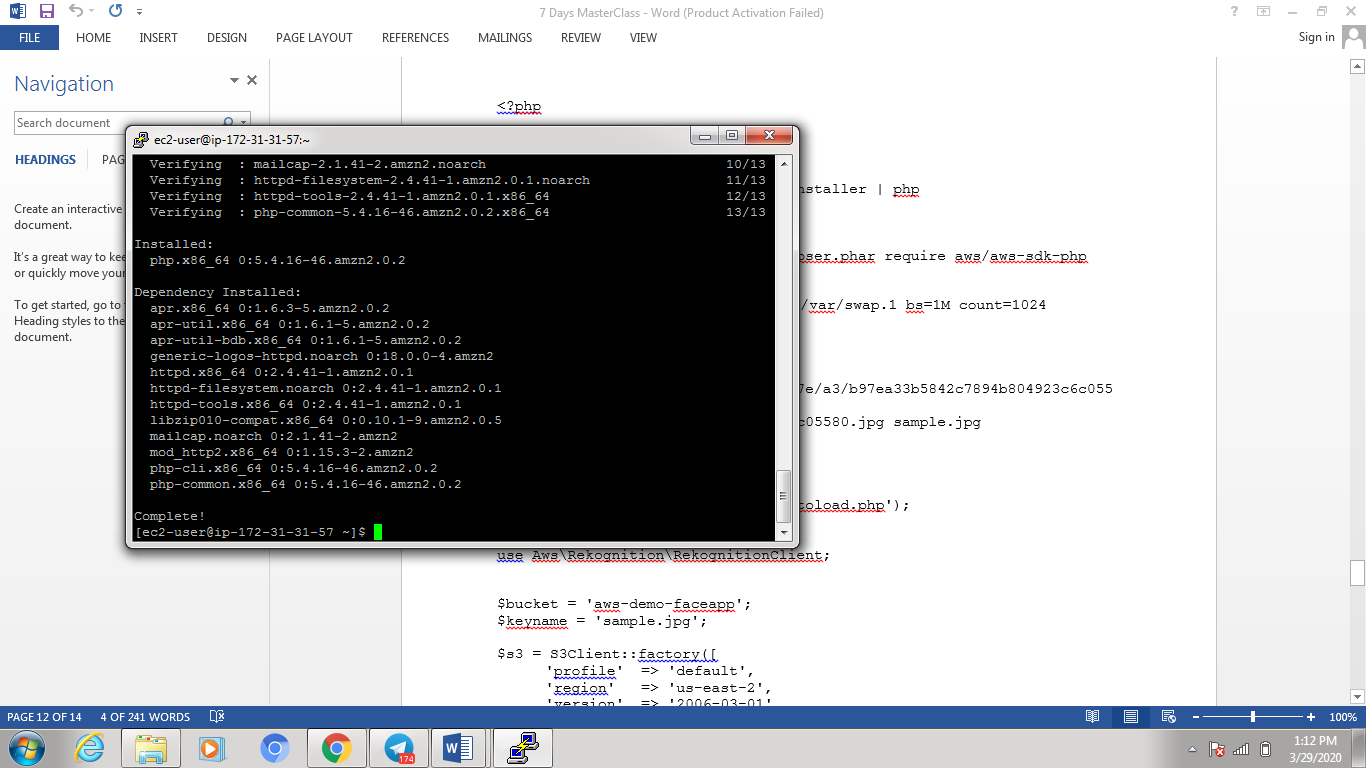 7 Days MasterClass - Word (Product Activation Failed)
FILE HOME INSERT DESIGN PAGE LAYOUT REFERENCES MAILINGS REVIEW VIEW Sign in
Navigation
Search document
HEADINGS
Create an interactive
document.
It's a great way to
or quickly move your
To get started, go to
Heading styles to the
document.
<?php
| php
require aws/aws-sdk-php
/var/swap.1 bs=1M count=1024
/a3/b97ea33b5842c7894b804923c6c055
c05580.jpg sample.jpg
use Aws\Rekognition\RekognitionClient;
$bucket = 'aws-demo-faceapp';
$keyname = 'sample.jpg';
$s3 = S3Client::factory([
'profile' => 'default',
'region' => 'us-east-2',
'version' => '2006-03-01'
ec2-user@ip-172-31-31-57:~
Verifying : mailcap-2.1.41-2.amzn2.noarch 10/13
Verifying : httpd-filesystem-2.4.41-1.amzn2.0.1.noarch 11/13
Verifying : httpd-tools-2.4.41-1.amzn2.0.1.x86_64 12/13
Verifying : php-common-5.4.16-46.amzn2.0.2.x86_64 13/13
Installed:
php.x86_64 0:5.4.16-46.amzn2.0.2
Dependency Installed:
apr.x86_64 0:1.6.3-5.amzn2.0.2
apr-util.x86_64 0:1.6.1-5.amzn2.0.2
apr-util-bdb.x86_64 0:1.6.1-5.amzn2.0.2
generic-logos-httpd.noarch 0:18.0.0-4.amzn2
httpd.x86_64 0:2.4.41-1.amzn2.0.1
httpd-filesystem.noarch 0:2.4.41-1.amzn2.0.1
httpd-tools.x86_64 0:2.4.41-1.amzn2.0.1
libzip010-compat.x86_64 0:0.10.1-9.amzn2.0.5
mailcap.noarch 0:2.1.41-2.amzn2
mod_http2.x86_64 0:1.15.3-2.amzn2
php-cli.x86_64 0:5.4.16-46.amzn2.0.2
php-common.x86_64 0:5.4.16-46.amzn2.0.2
Complete!
[ec2-user@ip-172-31-31-57 ~]$
PAGE 12 OF 14 4 OF 241 WORDS 100%
174
1:12 PM
3/29/2020